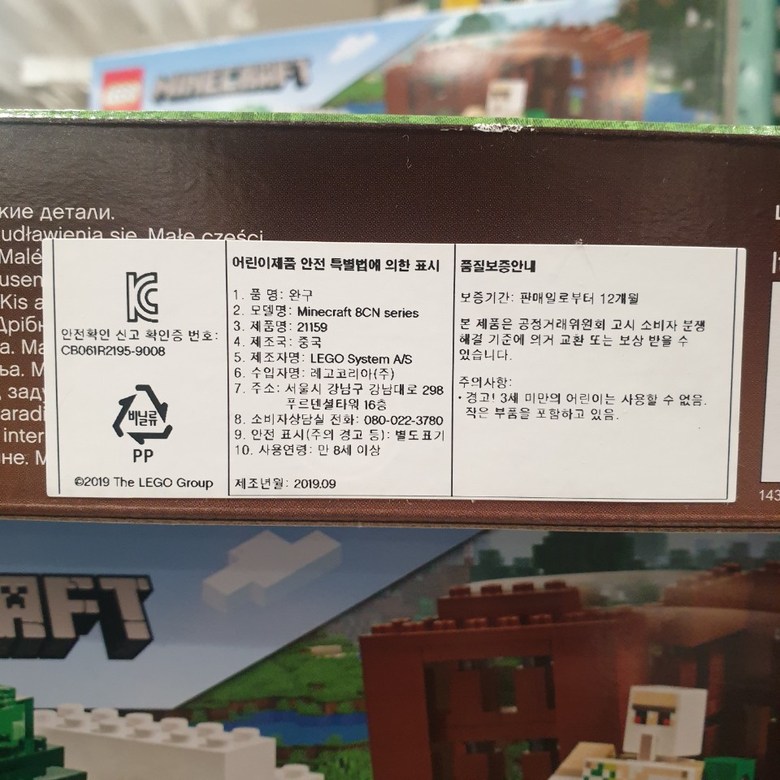 LEGO
MINECRAFT
кие детали.
udławienia się. Małe części
Malé
Kis a
заду
inter
KC
안전확인 신고 확인증 번호:
CB061R2195-9008
비닐류
PP
©2019 The LEGO Group
어린이제품 안전 특별법에 의한 표시
1. 품 명: 완구
2. 모델명: Minecraft 8CN series
3. 제품명: 21159
4. 제조국: 중국
5. 제조자명: LEGO System A/S
6. 수입자명: 레고코리아(주)
7. 주소: 서울시 강남구 강남대로 298
푸르덴셜타워 16층
8. 소비자상담실 전화: 080-022-3780
9. 안전 표시(주의 경고 등): 별도표기
10. 사용연령: 만 8세 이상
제조년월: 2019.09
품질보증안내
보증기간: 판매일로부터 12개월
본 제품은 공정거래위원회 고시 소비자 분쟁
해결 기준에 의거 교환 또는 보상 받을 수
있습니다.
주의사항:
• 경고! 3세 미만의 어린이는 사용할 수 없음.
작은 부품을 포함하고 있음.
143
AFT